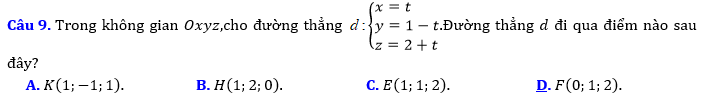 Câu 9. Trong không gian Oxyz,cho đường thẳng d:{x = t
y = 1 − t.Đường thẳng d đi qua điểm nào sau
z = 2 + t
đây?
A. K(1;−1;1). B. H(1;2;0). C. E(1;1;2). D. F(0;1;2).